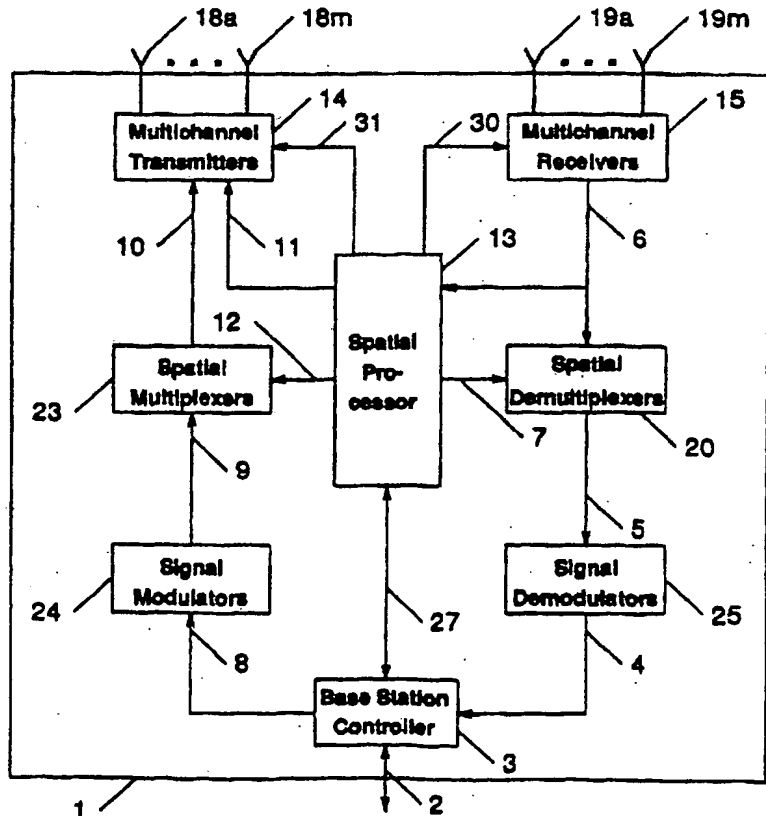 18a
18m
19a
19m
14
31
30
15
Multichannel
Transmitters
Multichannel
Receivers
10
11
13
6
12
Spatial
Pro-
cessor
Spatial
Multiplexers
Spatial
Demultiplexers
23
7
20
9
5
Signal
Modulators
Signal
Demodulators
24
27
25
8
4
Base Station
Controller
3
1
2